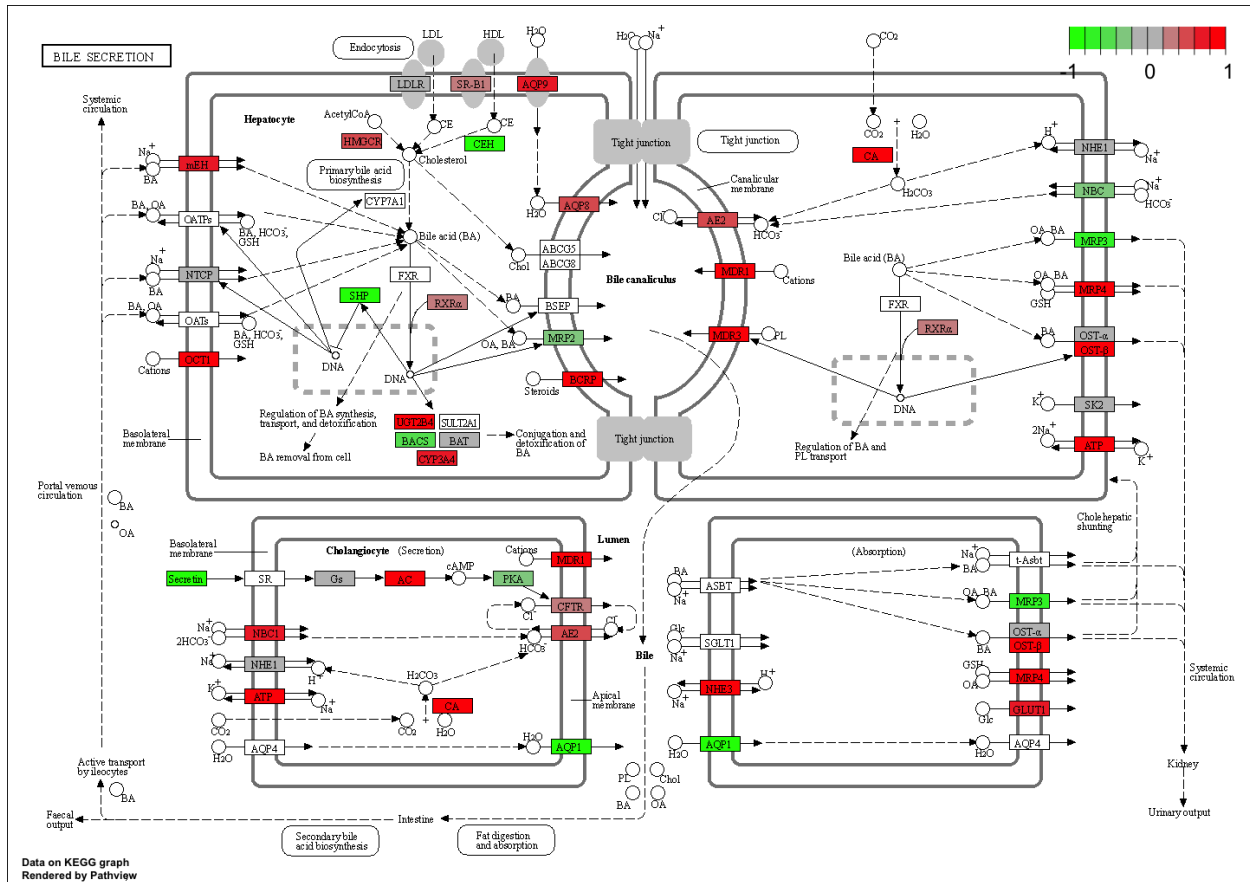 BILE SECRETION
-1 0 1
Endocytosis
LDL
HDL
H2O
H2O
Na+
CO2
LDLR
SR-B1
AQP9
Systemic
circulation
Hepatocyte
AcetylCoA
CE
CE
HMGCR
CEH
Cholesterol
Tight junction
Tight junction
Tight junction
CO2
H2O
CA
H2CO3
H+
NHE1
Na+
Na+
BA
mEH
Primary bile acid
biosynthesis
CYP7A1
H2O
AQP8
Canalicular
membrane
Cl-
AE2
HCO3-
NBC
Na+
HCO3-
BA, OA
OATPs
BA, HCO3-,
GSH
Bile acid (BA)
Chol
ABCG5
ABCG8
Bile canaliculus
MDR1
Cations
Bile acid (BA)
OA, BA
MRP3
Na+
BA
NTCP
FXR
SHP
RXRα
BA
BSEP
FXR
RXRα
OA, BA
GSH
MRP4
BA, OA
OATs
BA, HCO3-,
GSH
OA, BA
MRP2
MDR3
PL
BA
OST-α
OST-β
Cations
OCT1
DNA
DNA
Steroids
BCRP
DNA
K+
SK2
Regulation of BA synthesis,
transport, and detoxification
BA removal from cell
UGT2B4
SULT2A1
BACS
BAT
CYP3A4
Conjugation and
detoxification of
BA
Tight junction
Regulation of BA and
PL transport
2Na+
ATP
K+
Basolateral
membrane
Portal venous
circulation
BA
OA
Chole hepatic
shunting
Basolateral
membrane
Cholangiocyte (Secretion)
Cations
MDR1
Lumen
(Absorption)
Secretin
SR
Gs
AC
cAMP
PKA
CFTR
Cl-
AE2
Cl-
HCO3-
BA
Na+
ASBT
Na+
BA
t-Asbt
OA, BA
MRP3
Na+
2HCO3-
NBC1
Glc
Na+
SGLT1
BA
OST-α
OST-β
Na+
NHE1
H+
H2CO3
Bile
K+
ATP
Na+
CA
CO2
CO2
H2O
Apical
membrane
Na+
NHE3
H+
GSH
OA
MRP4
Glc
GLUT1
Systemic
circulation
H2O
AQP4
H2O
AQP1
H2O
AQP1
H2O
AQP4
Active transport
by ileocytes
BA
PL
Chol
BA
OA
Kidney
Faecal
output
Intestine
Urinary output
Secondary bile
acid biosynthesis
Fat digestion
and absorption
Data on KEGG graph
Rendered by Pathview